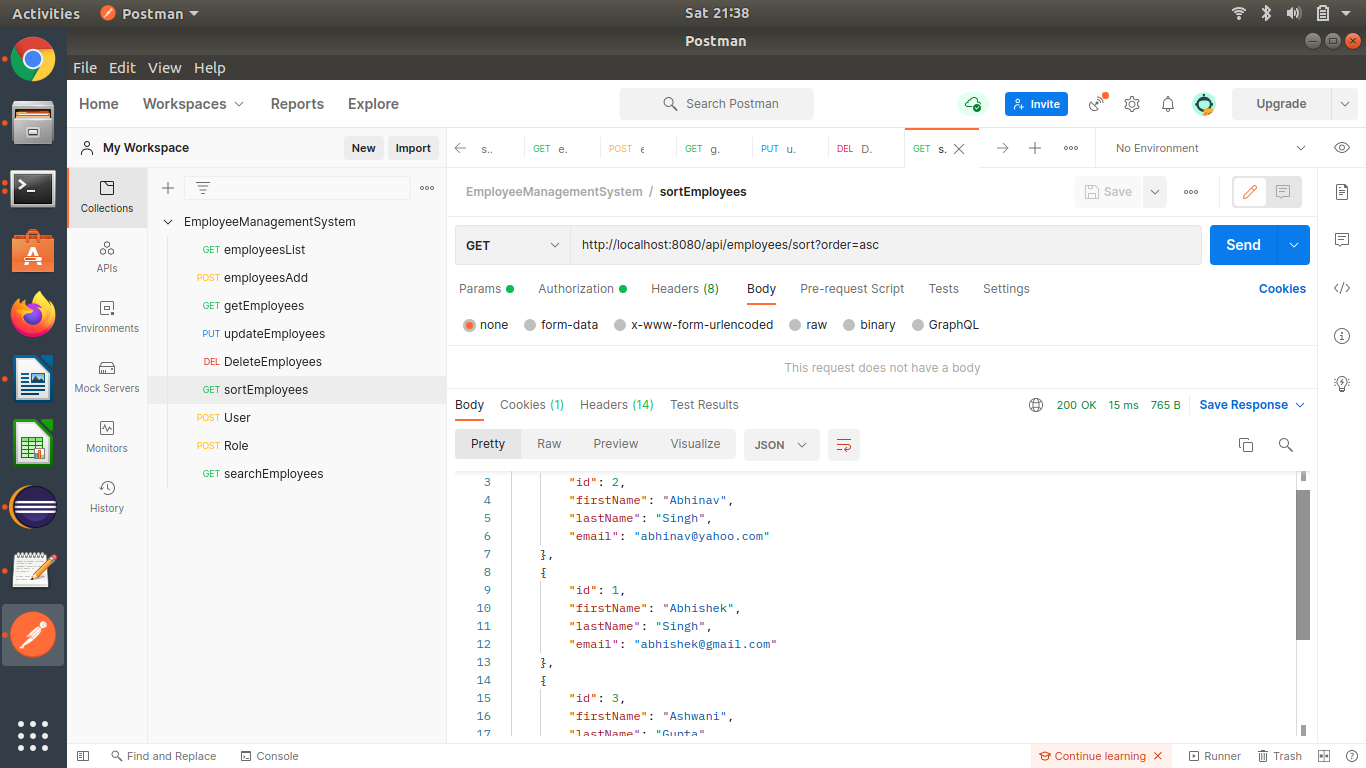 Activities Postman Sat 21:38
Postman
File Edit View Help
Home Workspaces Reports Explore Search Postman Invite Upgrade
My Workspace New Import
s.. GET e. POST e GET g. PUT u. DEL D. GET s. No Environment
Collections
APIs
Environments
Mock Servers
Monitors
History
EmployeeManagementSystem
GET employeesList
POST employeesAdd
GET getEmployees
PUT updateEmployees
DEL DeleteEmployees
GET sortEmployees
POST User
POST Role
GET searchEmployees
EmployeeManagementSystem / sortEmployees Save
GET http://localhost:8080/api/employees/sort?order=asc Send
Params Authorization Headers (8) Body Pre-request Script Tests Settings Cookies
none form-data x-www-form-urlencoded raw binary GraphQL
This request does not have a body
Body Cookies (1) Headers (14) Test Results 200 OK 15 ms 765 B Save Response
Pretty Raw Preview Visualize JSON
3 "id": 2,
4 "firstName": "Abhinav",
5 "lastName": "Singh",
6 "email": "abhinav@yahoo.com"
7 },
8 {
9 "id": 1,
10 "firstName": "Abhishek",
11 "lastName": "Singh",
12 "email": "abhishek@gmail.com"
13 },
14 {
15 "id": 3,
16 "firstName": "Ashwani",
17 "lastName": "Gupta"
Find and Replace Console Continue learning Runner Trash